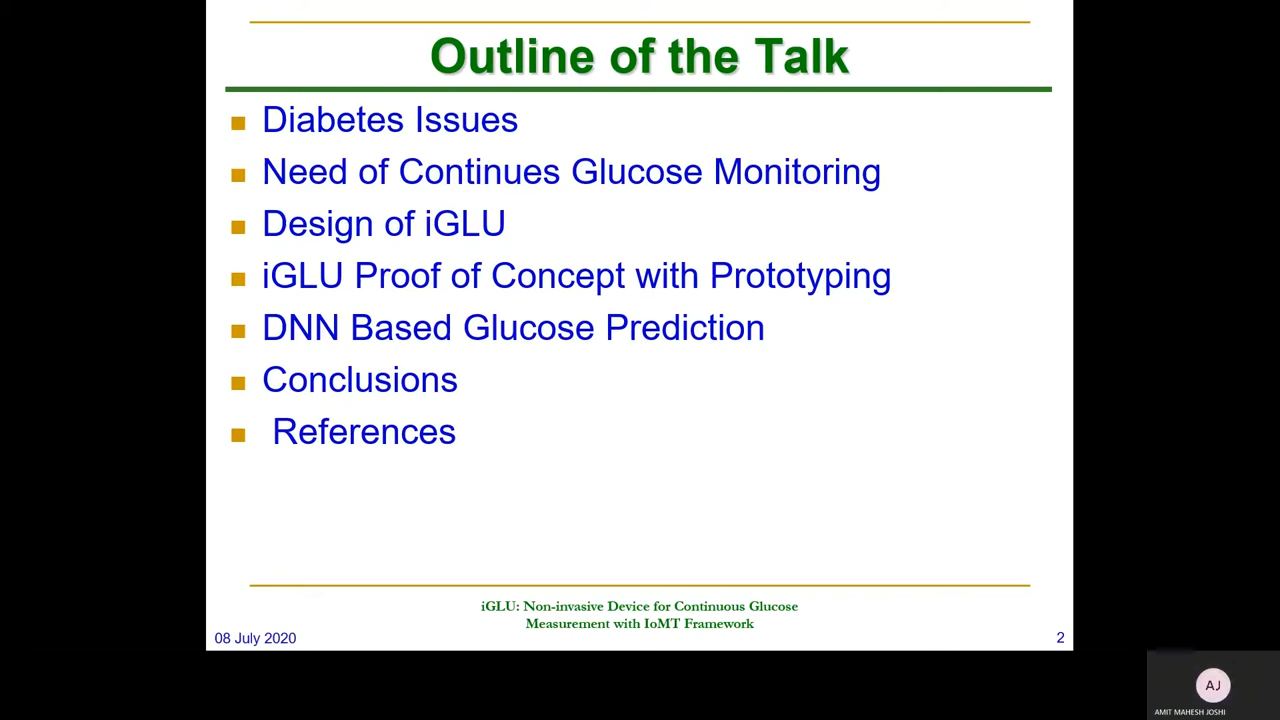 Outline of the Talk
Diabetes Issues
Need of Continues Glucose Monitoring
Design of iGLU
iGLU Proof of Concept with Prototyping
DNN Based Glucose Prediction
Conclusions
References
iGLU: Non-invasive Device for Continuous Glucose
Measurement with IoMT Framework
08 July 2020
2
AJ
AMIT MAHESH JOSHI